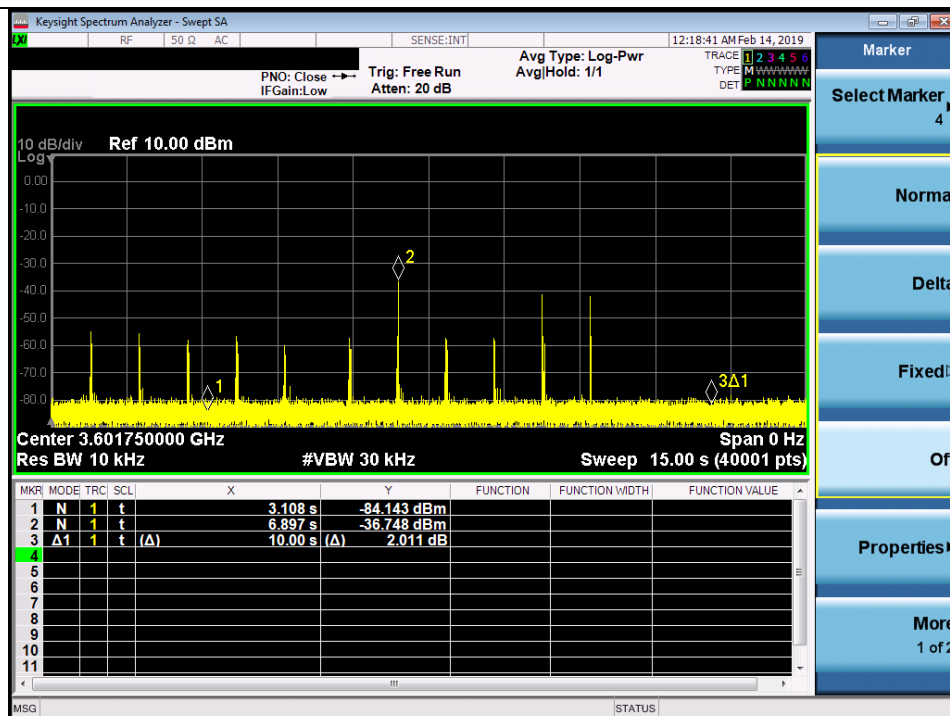 Keysight Spectrum Analyzer - Swept SA
LXI RF 50 Ω AC SENSE:INT 12:18:41 AM Feb 14, 2019
Avg Type: Log-Pwr TRACE 1 2 3 4 5 6
PNO: Close Trig: Free Run Avg|Hold: 1/1 TYPE M WWWWW
IFGain:Low Atten: 20 dB DET P N N N N N
10 dB/div Ref 10.00 dBm
Log
0.00
-10.0
-20.0
-30.0
2
-40.0
-50.0
-60.0
-70.0
1 3Δ1
-80.0
Center 3.601750000 GHz Span 0 Hz
Res BW 10 kHz #VBW 30 kHz Sweep 15.00 s (40001 pts)
MKR MODE TRC SCL X Y FUNCTION FUNCTION WIDTH FUNCTION VALUE
1 N 1 t 3.108 s -84.143 dBm
2 N 1 t 6.897 s -36.748 dBm
3 Δ1 1 t (Δ) 10.00 s (Δ) 2.011 dB
4
5
6
7
8
9
10
11
MSG STATUS
Marker
Select Marker
4
Norma
Delta
Fixed
Of
Properties
More
1 of 2